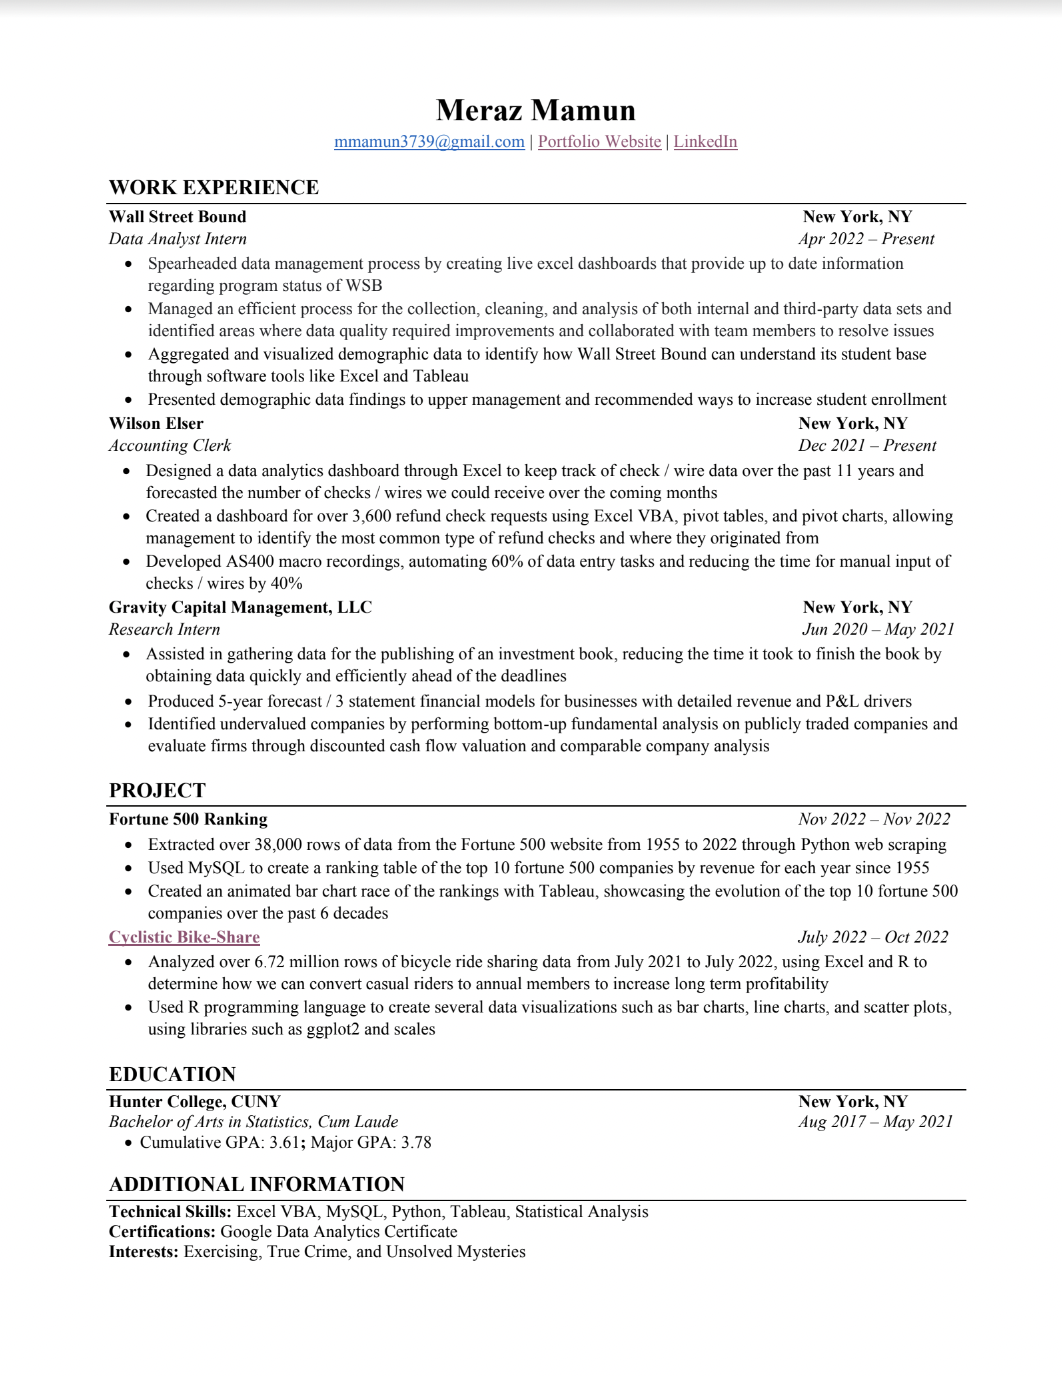 Meraz Mamun
mmamun3739@gmail.com | Portfolio Website | LinkedIn
WORK EXPERIENCE
Wall Street Bound New York, NY
Data Analyst Intern Apr 2022 – Present
• Spearheaded data management process by creating live excel dashboards that provide up to date information
regarding program status of WSB
• Managed an efficient process for the collection, cleaning, and analysis of both internal and third-party data sets and
identified areas where data quality required improvements and collaborated with team members to resolve issues
• Aggregated and visualized demographic data to identify how Wall Street Bound can understand its student base
through software tools like Excel and Tableau
• Presented demographic data findings to upper management and recommended ways to increase student enrollment
Wilson Elser New York, NY
Accounting Clerk Dec 2021 – Present
• Designed a data analytics dashboard through Excel to keep track of check / wire data over the past 11 years and
forecasted the number of checks / wires we could receive over the coming months
• Created a dashboard for over 3,600 refund check requests using Excel VBA, pivot tables, and pivot charts, allowing
management to identify the most common type of refund checks and where they originated from
• Developed AS400 macro recordings, automating 60% of data entry tasks and reducing the time for manual input of
checks / wires by 40%
Gravity Capital Management, LLC New York, NY
Research Intern Jun 2020 – May 2021
• Assisted in gathering data for the publishing of an investment book, reducing the time it took to finish the book by
obtaining data quickly and efficiently ahead of the deadlines
• Produced 5-year forecast / 3 statement financial models for businesses with detailed revenue and P&L drivers
• Identified undervalued companies by performing bottom-up fundamental analysis on publicly traded companies and
evaluate firms through discounted cash flow valuation and comparable company analysis
PROJECT
Fortune 500 Ranking Nov 2022 – Nov 2022
• Extracted over 38,000 rows of data from the Fortune 500 website from 1955 to 2022 through Python web scraping
• Used MySQL to create a ranking table of the top 10 fortune 500 companies by revenue for each year since 1955
• Created an animated bar chart race of the rankings with Tableau, showcasing the evolution of the top 10 fortune 500
companies over the past 6 decades
Cyclistic Bike-Share July 2022 – Oct 2022
• Analyzed over 6.72 million rows of bicycle ride sharing data from July 2021 to July 2022, using Excel and R to
determine how we can convert casual riders to annual members to increase long term profitability
• Used R programming language to create several data visualizations such as bar charts, line charts, and scatter plots,
using libraries such as ggplot2 and scales
EDUCATION
Hunter College, CUNY New York, NY
Bachelor of Arts in Statistics, Cum Laude Aug 2017 – May 2021
• Cumulative GPA: 3.61; Major GPA: 3.78
ADDITIONAL INFORMATION
Technical Skills: Excel VBA, MySQL, Python, Tableau, Statistical Analysis
Certifications: Google Data Analytics Certificate
Interests: Exercising, True Crime, and Unsolved Mysteries